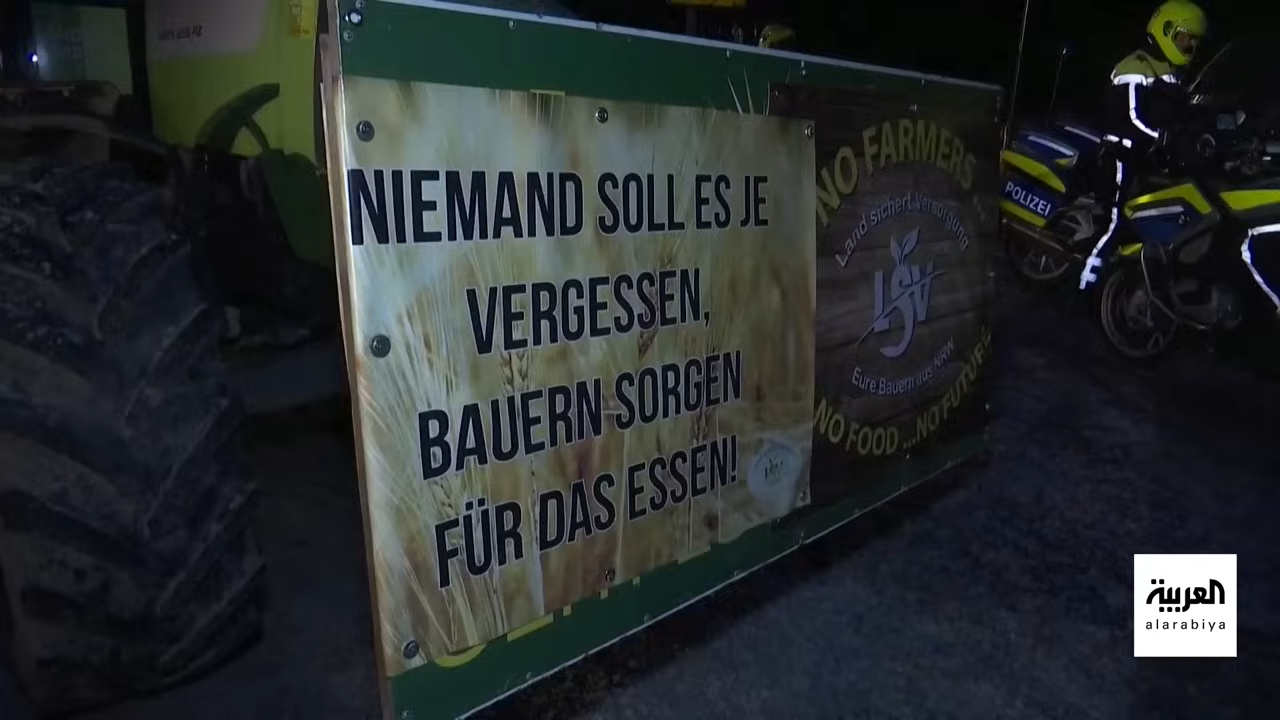 NIEMAND SOLL ES JE
VERGESSEN,
BAUERN SORGEN
FÜR DAS ESSEN!
NO FARMERS ...
Land sichert Versorgung
LSV
Eure Bauern aus NRW
NO FOOD ... NO FUTURE
POLIZEI
العربية
alarabiya